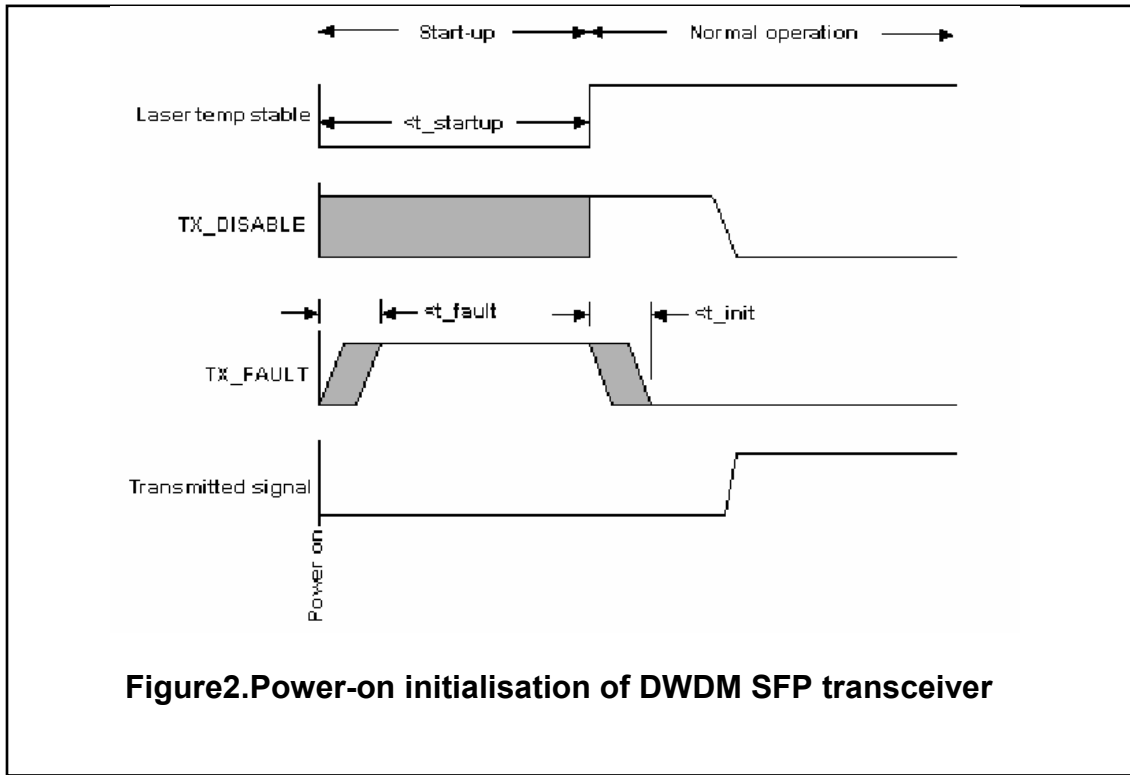 Start-up
Normal operation
Laser temp stable
<t_startup
TX_DISABLE
<t_fault
<t_init
TX_FAULT
Transmitted signal
Power on
Figure2.Power-on initialisation of DWDM SFP transceiver